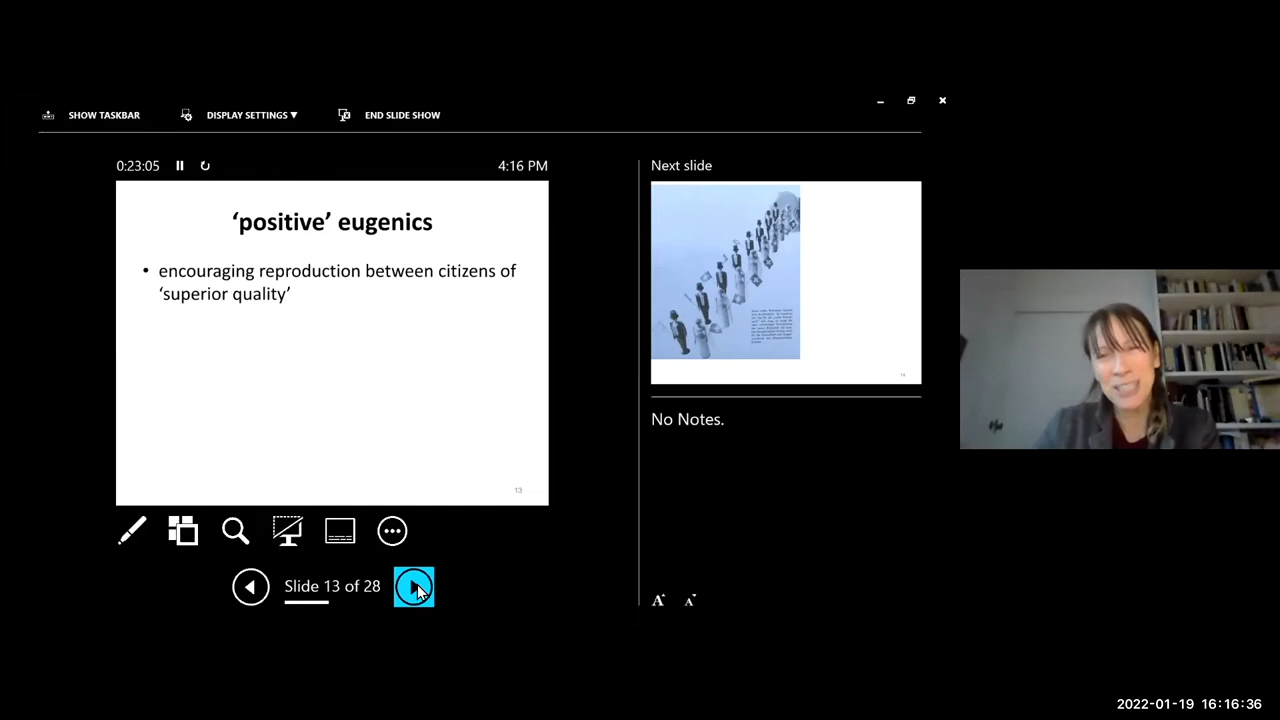 SHOW TASKBAR
DISPLAY SETTINGS ▼
END SLIDE SHOW
0:23:05
4:16 PM
‘positive’ eugenics
• encouraging reproduction between citizens of
‘superior quality’
13
Slide 13 of 28
Next slide
14
No Notes.
A A
2022-01-19 16:16:36